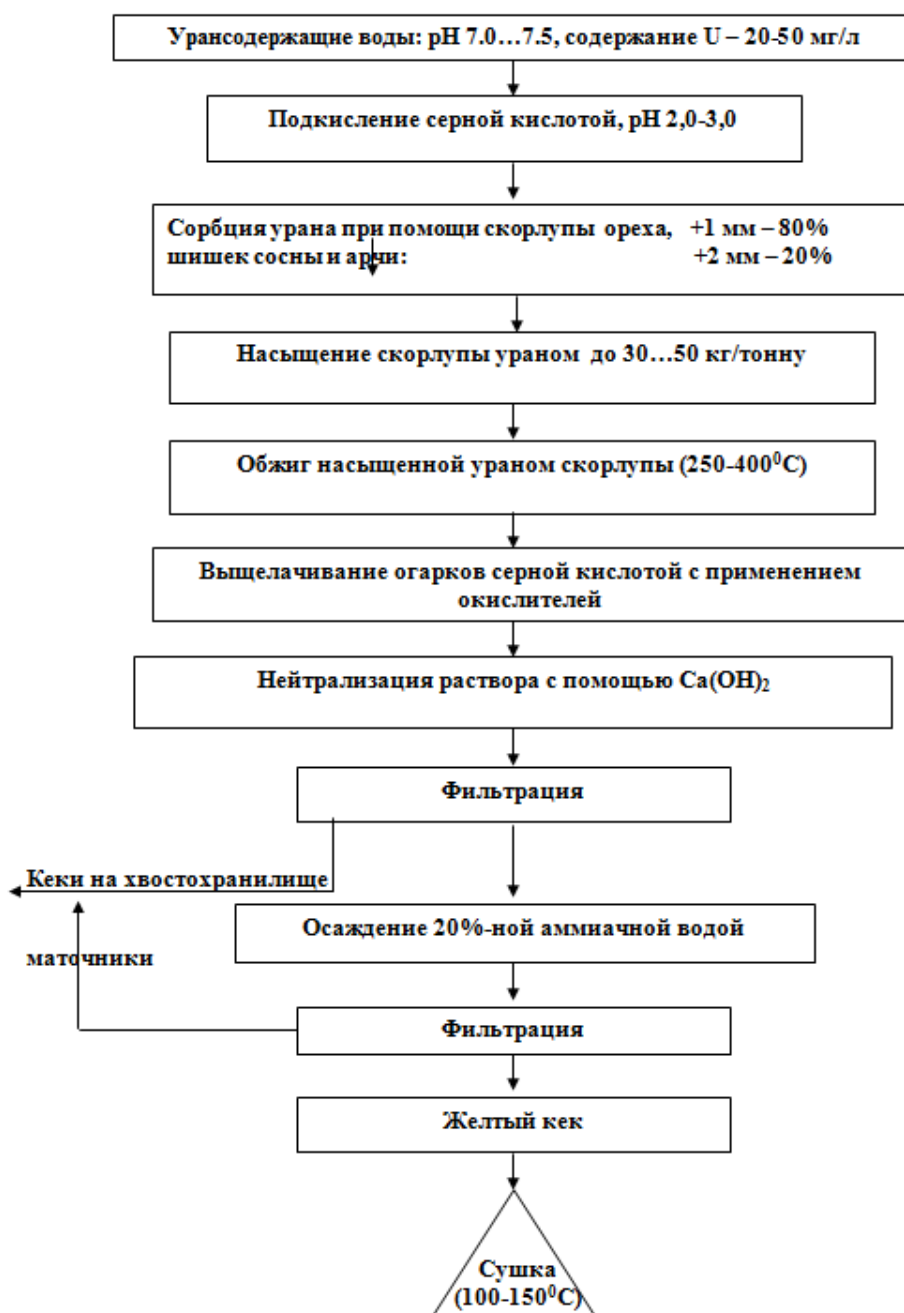 Урансодержащие воды: рН 7.0...7.5, содержание U – 20-50 мг/л
Подкисление серной кислотой, рН 2,0-3,0
Сорбция урана при помощи скорлупы ореха, +1 мм – 80%
шишек сосны и арчи: +2 мм – 20%
Насыщение скорлупы ураном до 30...50 кг/тонну
Обжиг насыщенной ураном скорлупы (250-400⁰С)
Выщелачивание огарков серной кислотой с применением
окислителей
Нейтрализация раствора с помощью Ca(OH)₂
Фильтрация
Кеки на хвостохранилище
Осаждение 20%-ной аммиачной водой
маточники
Фильтрация
Желтый кек
Сушка
(100-150⁰С)